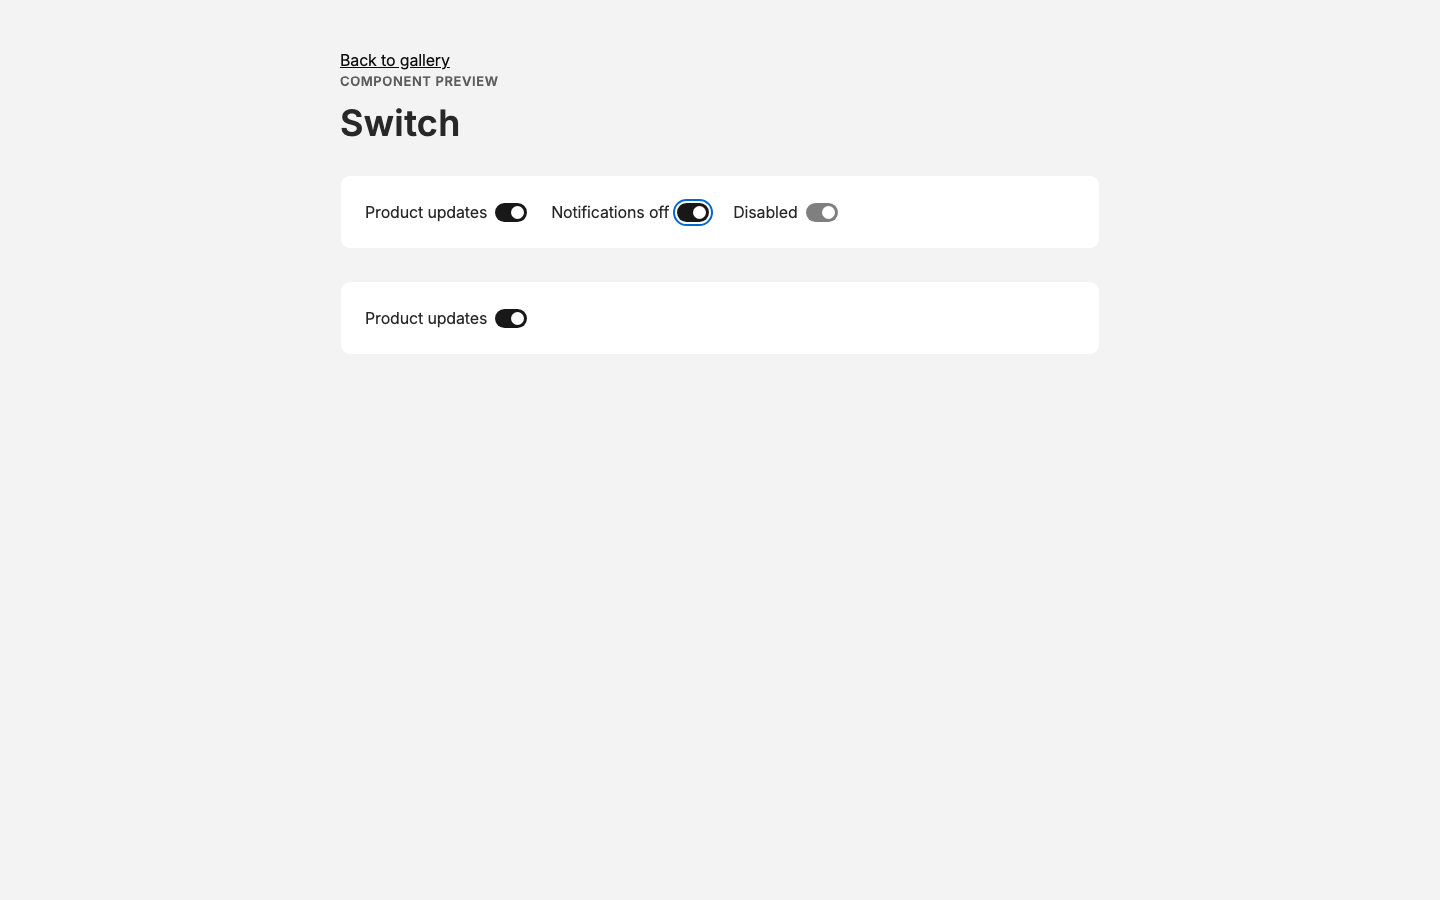 Back to gallery
COMPONENT PREVIEW
Switch
Product updates Notifications off Disabled
Product updates